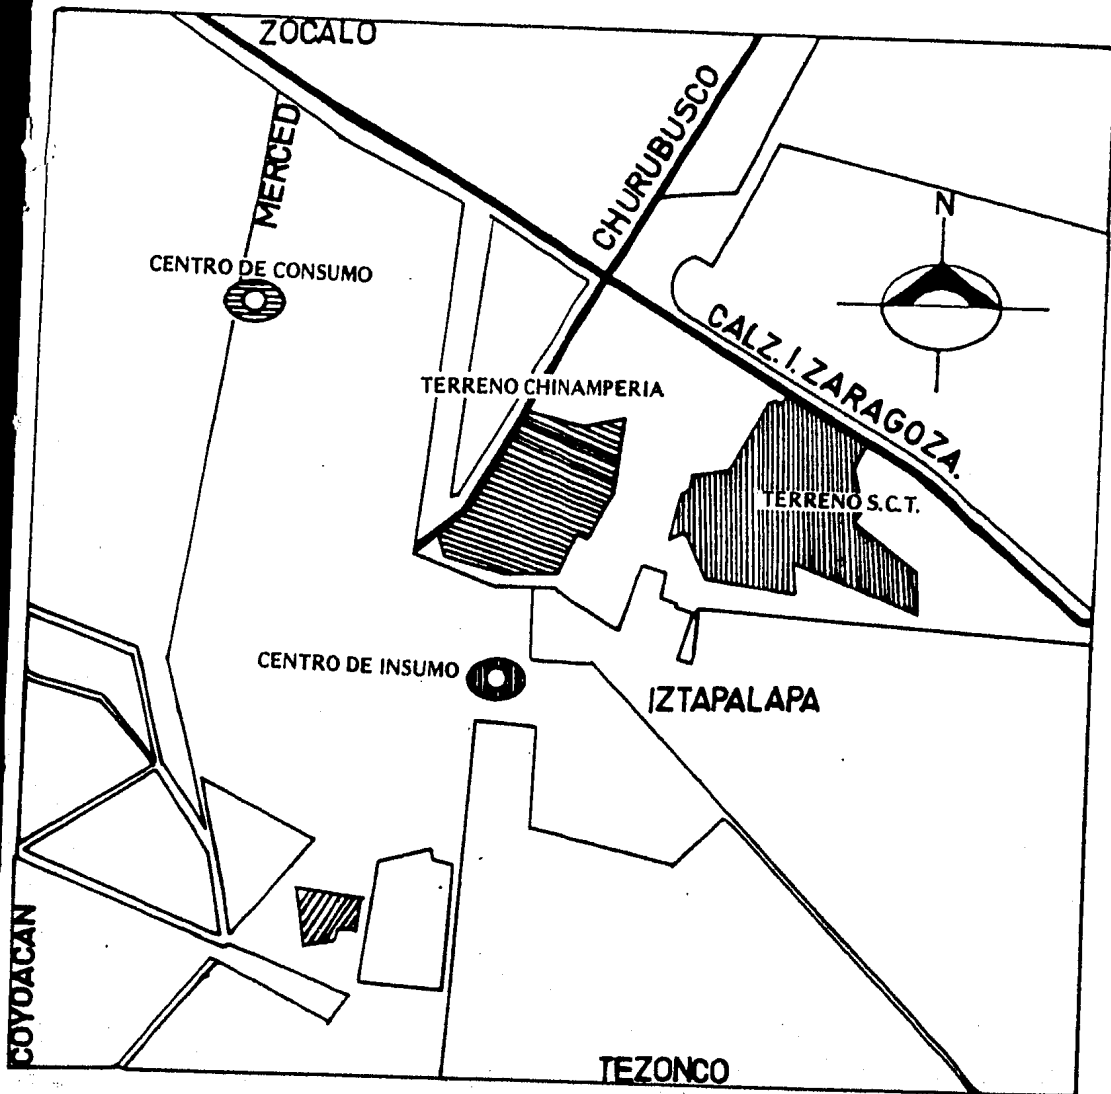 ZOCALO
MERCED
CHURUBUSCO
N
CENTRO DE CONSUMO
CALZ. I. ZARAGOZA.
TERRENO CHINAMPERIA
TERRENO S.C.T.
CENTRO DE INSUMO
IZTAPALAPA
COYOACAN
TEZONCO